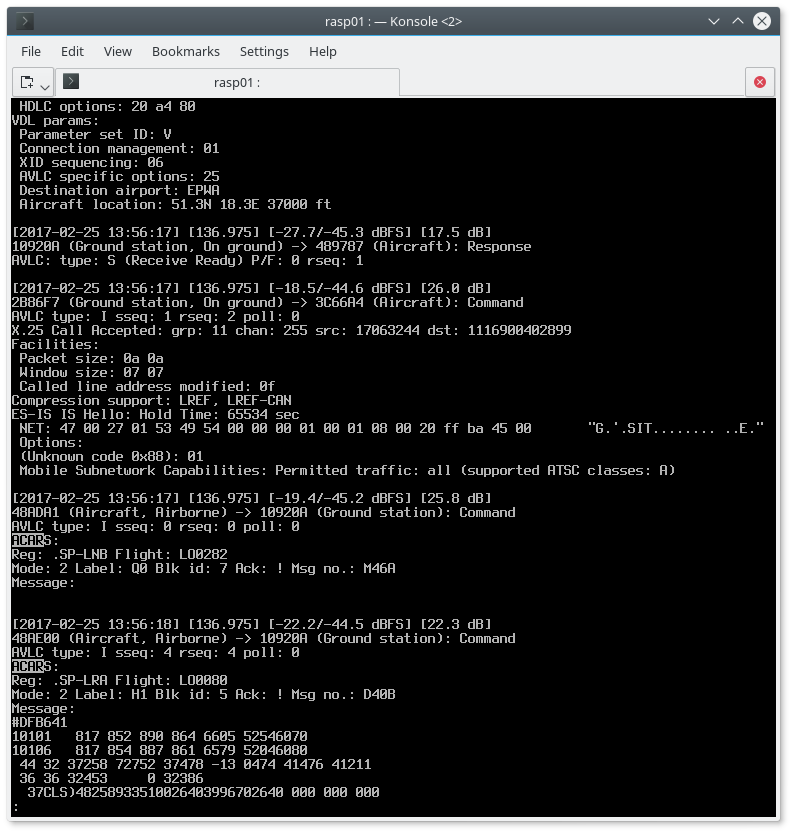 rasp01 : — Konsole <2>
File Edit View Bookmarks Settings Help
rasp01 :
HDLC options: 20 a4 80
VDL params:
Parameter set ID: V
Connection management: 01
XID sequencing: 06
AVLC specific options: 25
Destination airport: EPWA
Aircraft location: 51.3N 18.3E 37000 ft
[2017-02-25 13:56:17] [136.975] [-27.7/-45.3 dBFS] [17.5 dB]
10920A (Ground station, On ground) -> 489787 (Aircraft): Response
AVLC: type: S (Receive Ready) P/F: 0 rseq: 1
[2017-02-25 13:56:17] [136.975] [-18.5/-44.6 dBFS] [26.0 dB]
2B86F7 (Ground station, On ground) -> 3C66A4 (Aircraft): Command
AVLC type: I sseq: 1 rseq: 2 poll: 0
X.25 Call Accepted: grp: 11 chan: 255 src: 17063244 dst: 1116900402899
Facilities:
Packet size: 0a 0a
Window size: 07 07
Called line address modified: 0f
Compression support: LREF, LREF-CAN
ES-IS IS Hello: Hold Time: 65534 sec
NET: 47 00 27 01 53 49 54 00 00 00 01 00 01 08 00 20 ff ba 45 00 "G.'.SIT........ ..E."
Options:
(Unknown code 0x88): 01
Mobile Subnetwork Capabilities: Permitted traffic: all (supported ATSC classes: A)
[2017-02-25 13:56:17] [136.975] [-19.4/-45.2 dBFS] [25.8 dB]
48ADA1 (Aircraft, Airborne) -> 10920A (Ground station): Command
AVLC type: I sseq: 0 rseq: 0 poll: 0
ACARS:
Reg: .SP-LNB Flight: LO0282
Mode: 2 Label: Q0 Blk id: 7 Ack: ! Msg no.: M46A
Message:
[2017-02-25 13:56:18] [136.975] [-22.2/-44.5 dBFS] [22.3 dB]
48AE00 (Aircraft, Airborne) -> 10920A (Ground station): Command
AVLC type: I sseq: 4 rseq: 4 poll: 0
ACARS:
Reg: .SP-LRA Flight: LO0080
Mode: 2 Label: H1 Blk id: 5 Ack: ! Msg no.: D40B
Message:
#DFB641
10101 817 852 890 864 6605 52546070
10106 817 854 887 861 6579 52046080
44 32 37258 72752 37478 -13 0474 41476 41211
36 36 32453 0 32386
37CLS)48258933510026403996702640 000 000 000
: